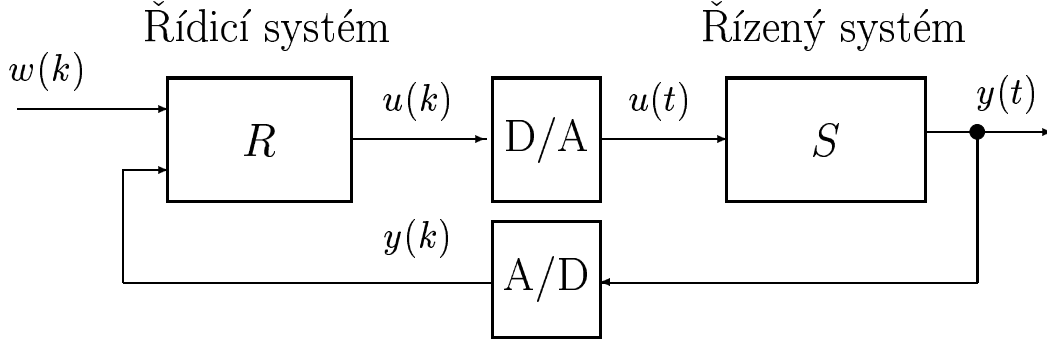 Řídicí systém
Řízený systém
w(k)
R
u(k)
D/A
u(t)
S
y(t)
y(k)
A/D